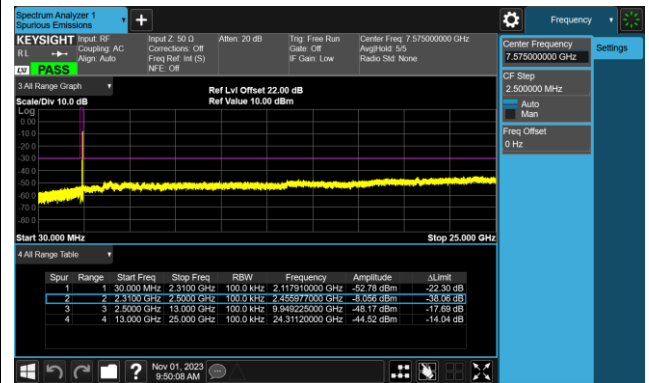 Spectrum Analyzer 1
Spurious Emissions
Frequency
KEYSIGHT Input: RF Input Z: 50 Ω Atten: 20 dB Trig: Free Run Center Freq: 7.575000000 GHz
RL Coupling: AC Corrections: Off Gate: Off Avg|Hold: 5/5
Align: Auto Freq Ref: Int (S) IF Gain: Low Radio Std: None
LXI PASS NFE: Off
Center Frequency
7.575000000 GHz
Settings
CF Step
2.500000 MHz
Auto
Man
Freq Offset
0 Hz
3 All Range Graph
Ref Lvl Offset 22.00 dB
Scale/Div 10.0 dB Ref Value 10.00 dBm
Log
0.00
-10.0
-20.0
-30.0
-40.0
-50.0
-60.0
-70.0
-80.0
Start 30.000 MHz Stop 25.000 GHz
4 All Range Table
Spur Range Start Freq Stop Freq RBW Frequency Amplitude ΔLimit
1 1 30.000 MHz 2.3100 GHz 100.0 kHz 2.117910000 GHz -52.78 dBm -22.30 dB
2 2 2.3100 GHz 2.5000 GHz 100.0 kHz 2.455977000 GHz -8.056 dBm -38.06 dB
3 3 2.5000 GHz 13.000 GHz 100.0 kHz 9.949225000 GHz -48.17 dBm -17.69 dB
4 4 13.000 GHz 25.000 GHz 100.0 kHz 24.31120000 GHz -44.52 dBm -14.04 dB
Nov 01, 2023
9:50:08 AM